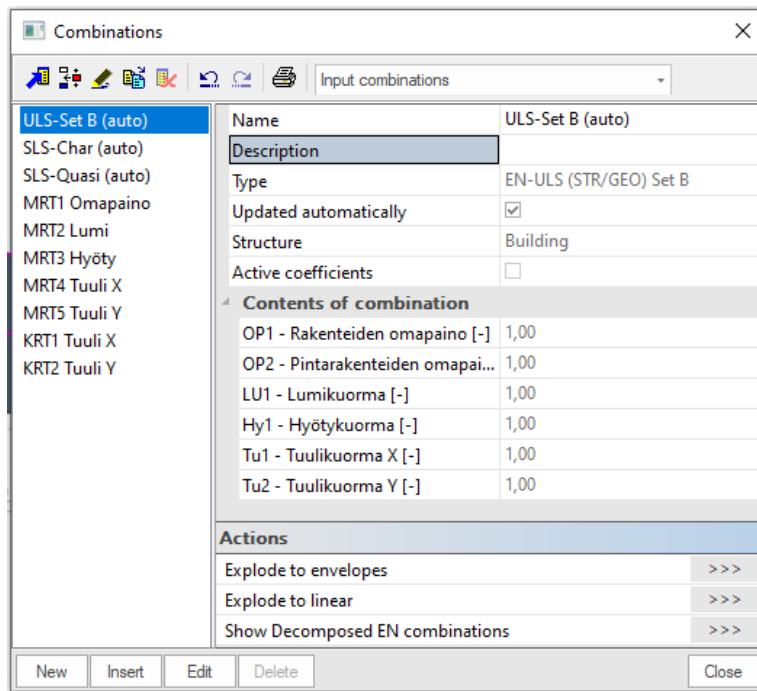 Combinations
Input combinations
ULS-Set B (auto)
SLS-Char (auto)
SLS-Quasi (auto)
MRT1 Omapaino
MRT2 Lumi
MRT3 Hyöty
MRT4 Tuuli X
MRT5 Tuuli Y
KRT1 Tuuli X
KRT2 Tuuli Y
Name ULS-Set B (auto)
Description
Type EN-ULS (STR/GEO) Set B
Updated automatically
Structure Building
Active coefficients
Contents of combination
OP1 - Rakenteiden omapaino [-] 1,00
OP2 - Pintarakenteiden omapai... 1,00
LU1 - Lumikuorma [-] 1,00
Hy1 - Hyötykuorma [-] 1,00
Tu1 - Tuulikuorma X [-] 1,00
Tu2 - Tuulikuorma Y [-] 1,00
Actions
Explode to envelopes >>>
Explode to linear >>>
Show Decomposed EN combinations >>>
New Insert Edit Delete Close